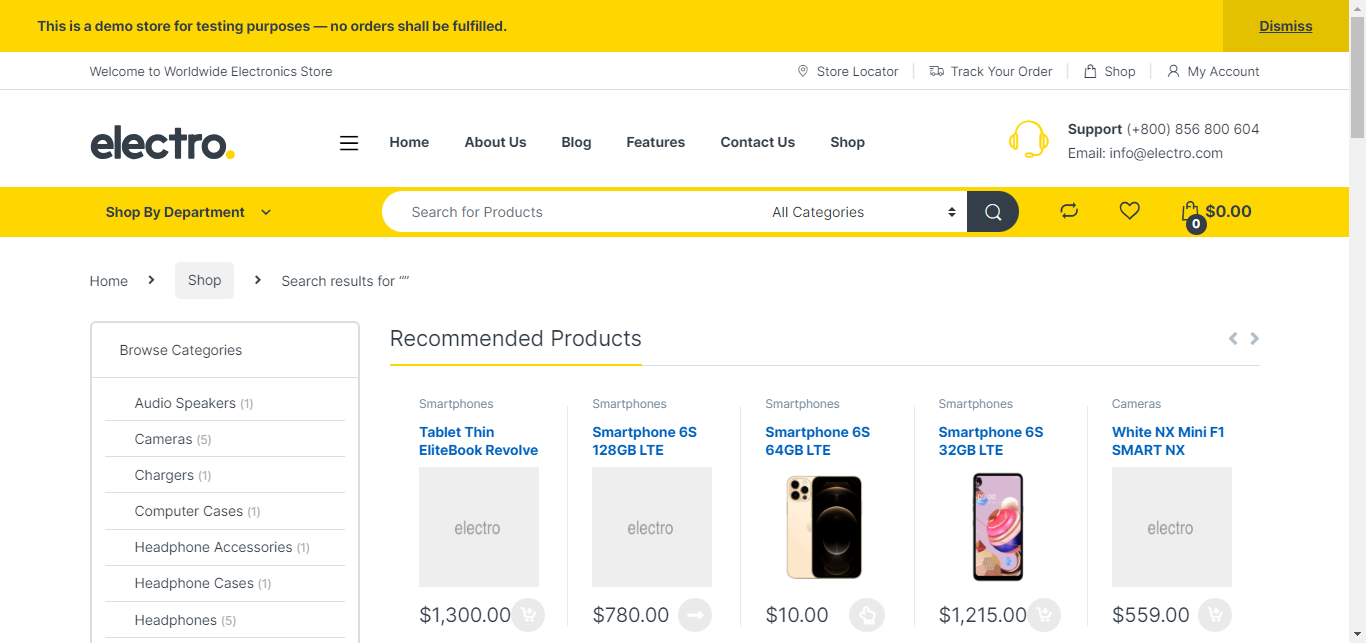 This is a demo store for testing purposes — no orders shall be fulfilled.
Dismiss
Welcome to Worldwide Electronics Store
Store Locator
Track Your Order
Shop
My Account
electro.
Home
About Us
Blog
Features
Contact Us
Shop
Support (+800) 856 800 604
Email: info@electro.com
Shop By Department
Search for Products
All Categories
0
$0.00
Home
Shop
Search results for “”
Browse Categories
Audio Speakers (1)
Cameras (5)
Chargers (1)
Computer Cases (1)
Headphone Accessories (1)
Headphone Cases (1)
Headphones (5)
Recommended Products
Smartphones
Tablet Thin
EliteBook Revolve
electro
$1,300.00
Smartphones
Smartphone 6S
128GB LTE
electro
$780.00
Smartphones
Smartphone 6S
64GB LTE
$10.00
Smartphones
Smartphone 6S
32GB LTE
$1,215.00
Cameras
White NX Mini F1
SMART NX
electro
$559.00